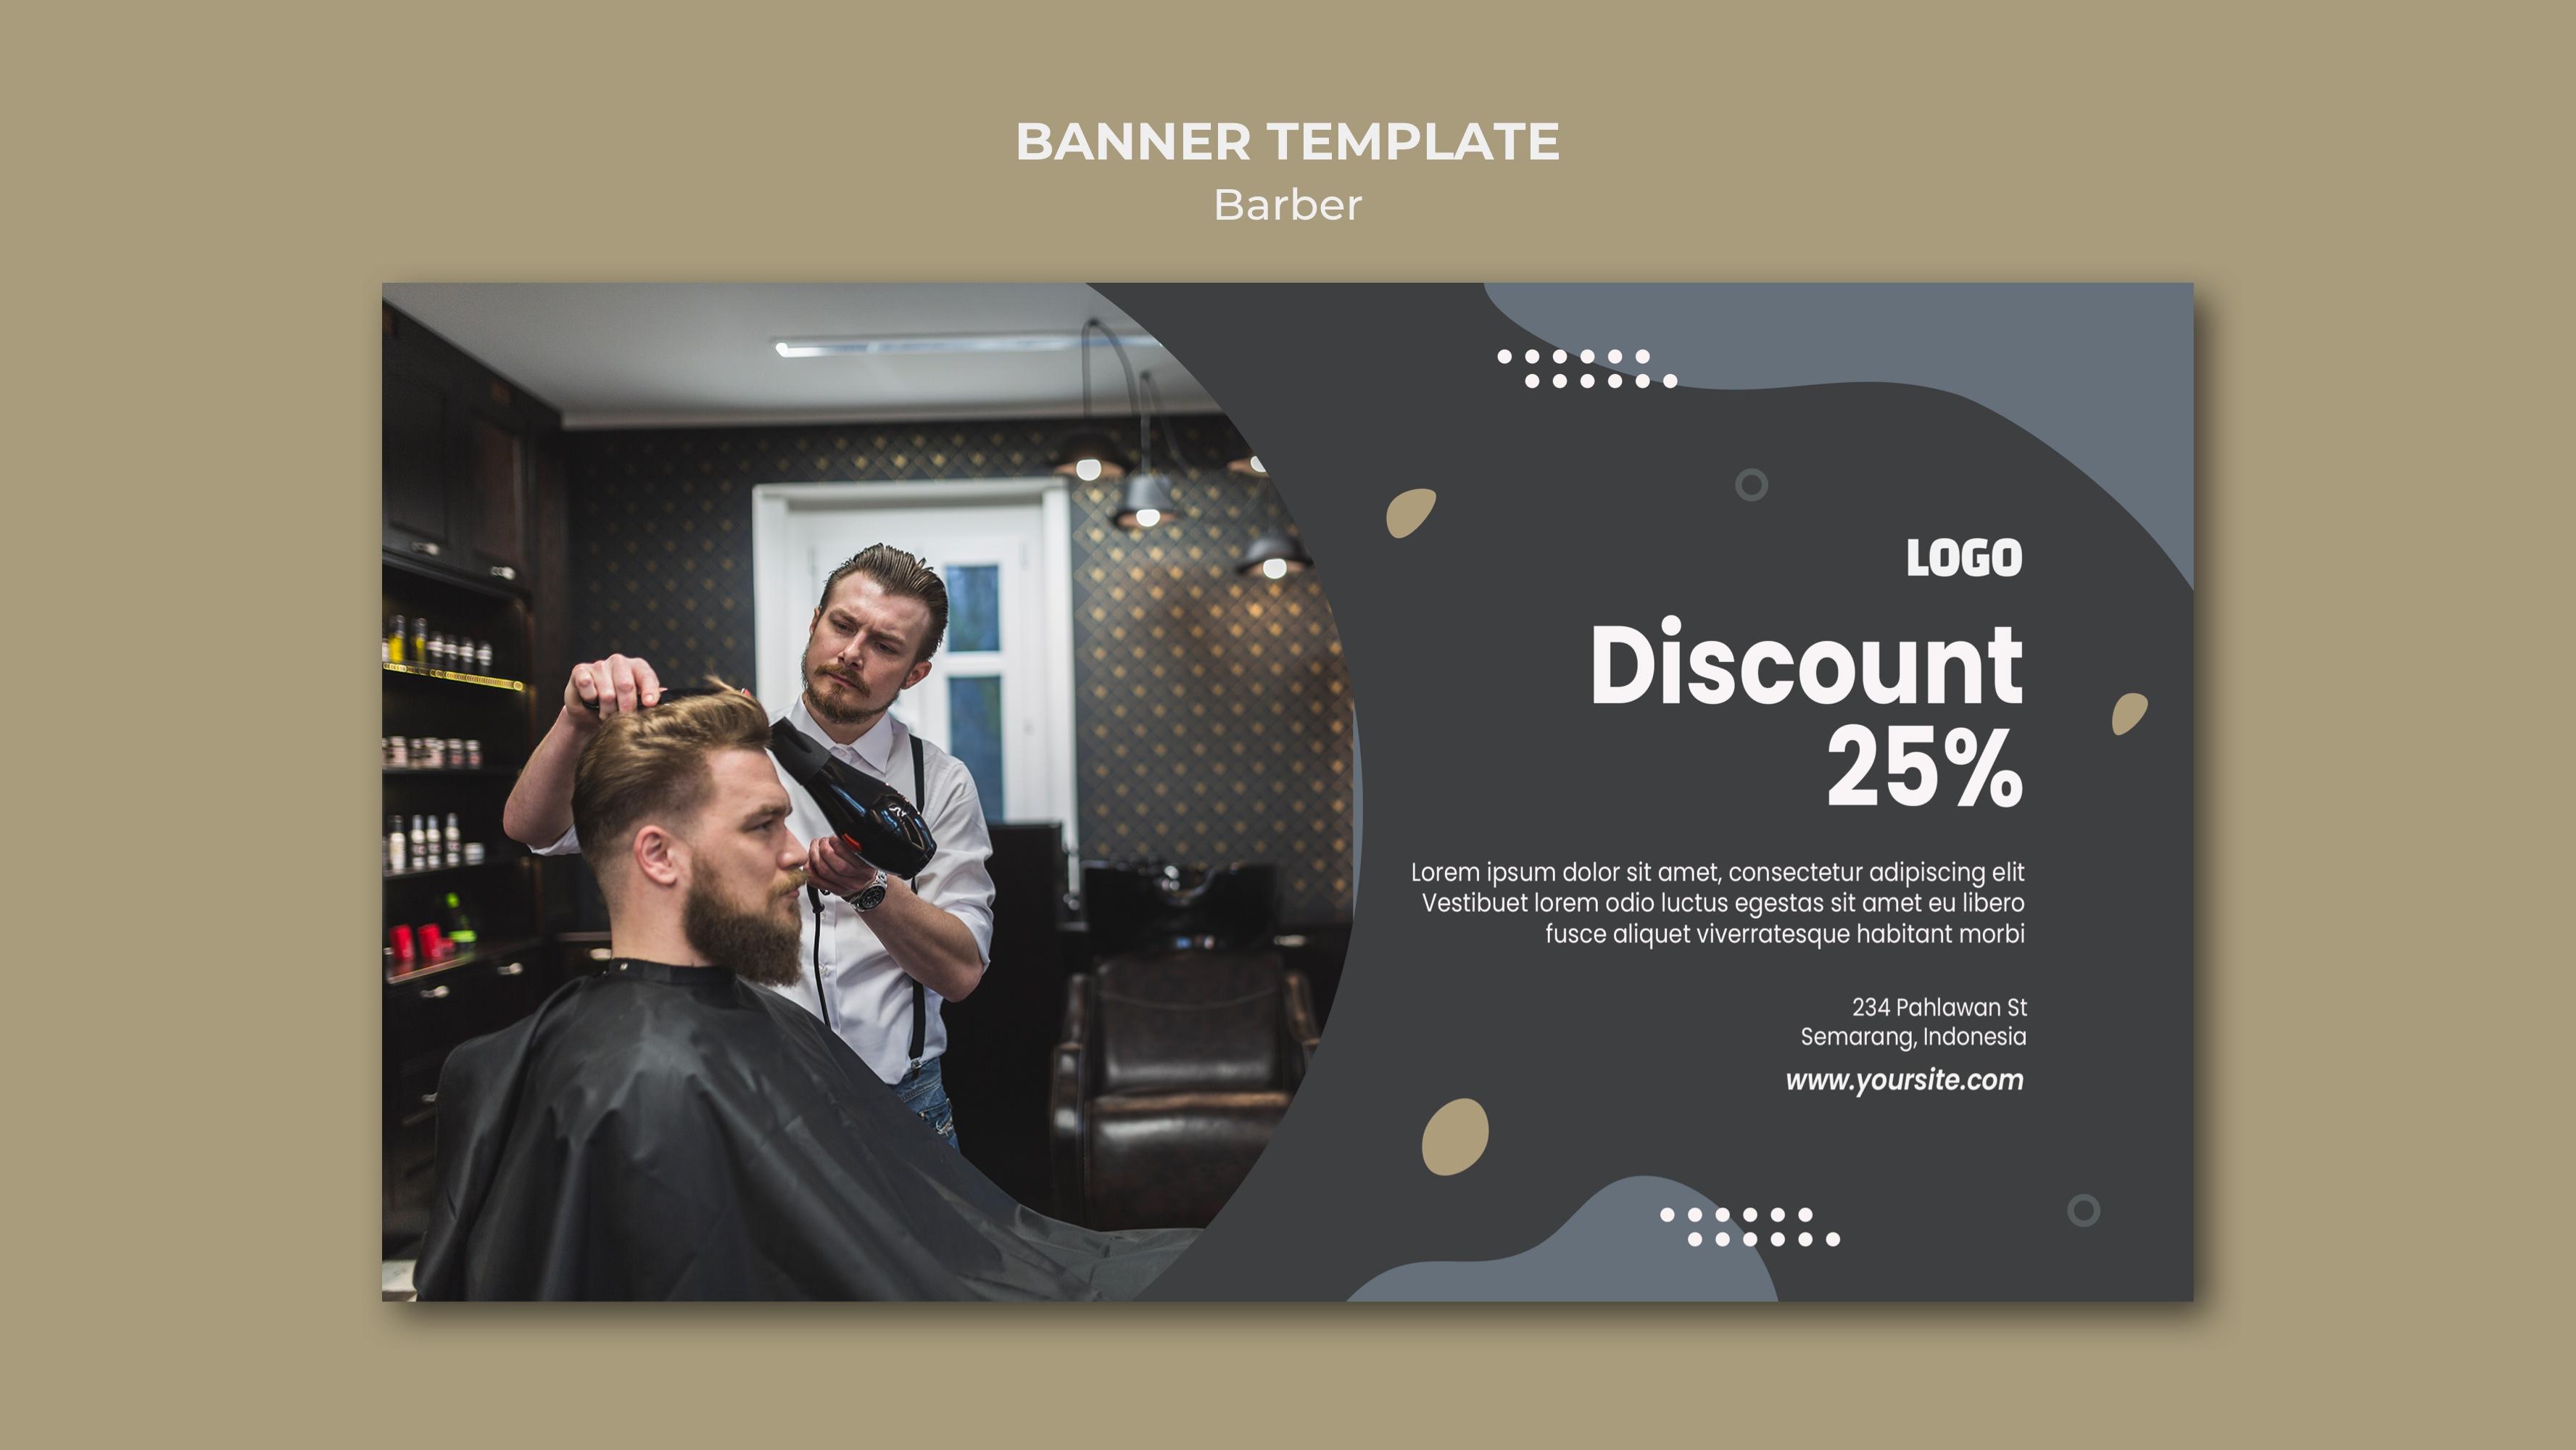 BANNER TEMPLATE
Barber
LOGO
Discount
25%
Lorem ipsum dolor sit amet, consectetur adipiscing elit
Vestibuet lorem odio luctus egestas sit amet eu libero
fusce aliquet viverratesque habitant morbi
234 Pahlawan St
Semarang, Indonesia
www.yoursite.com